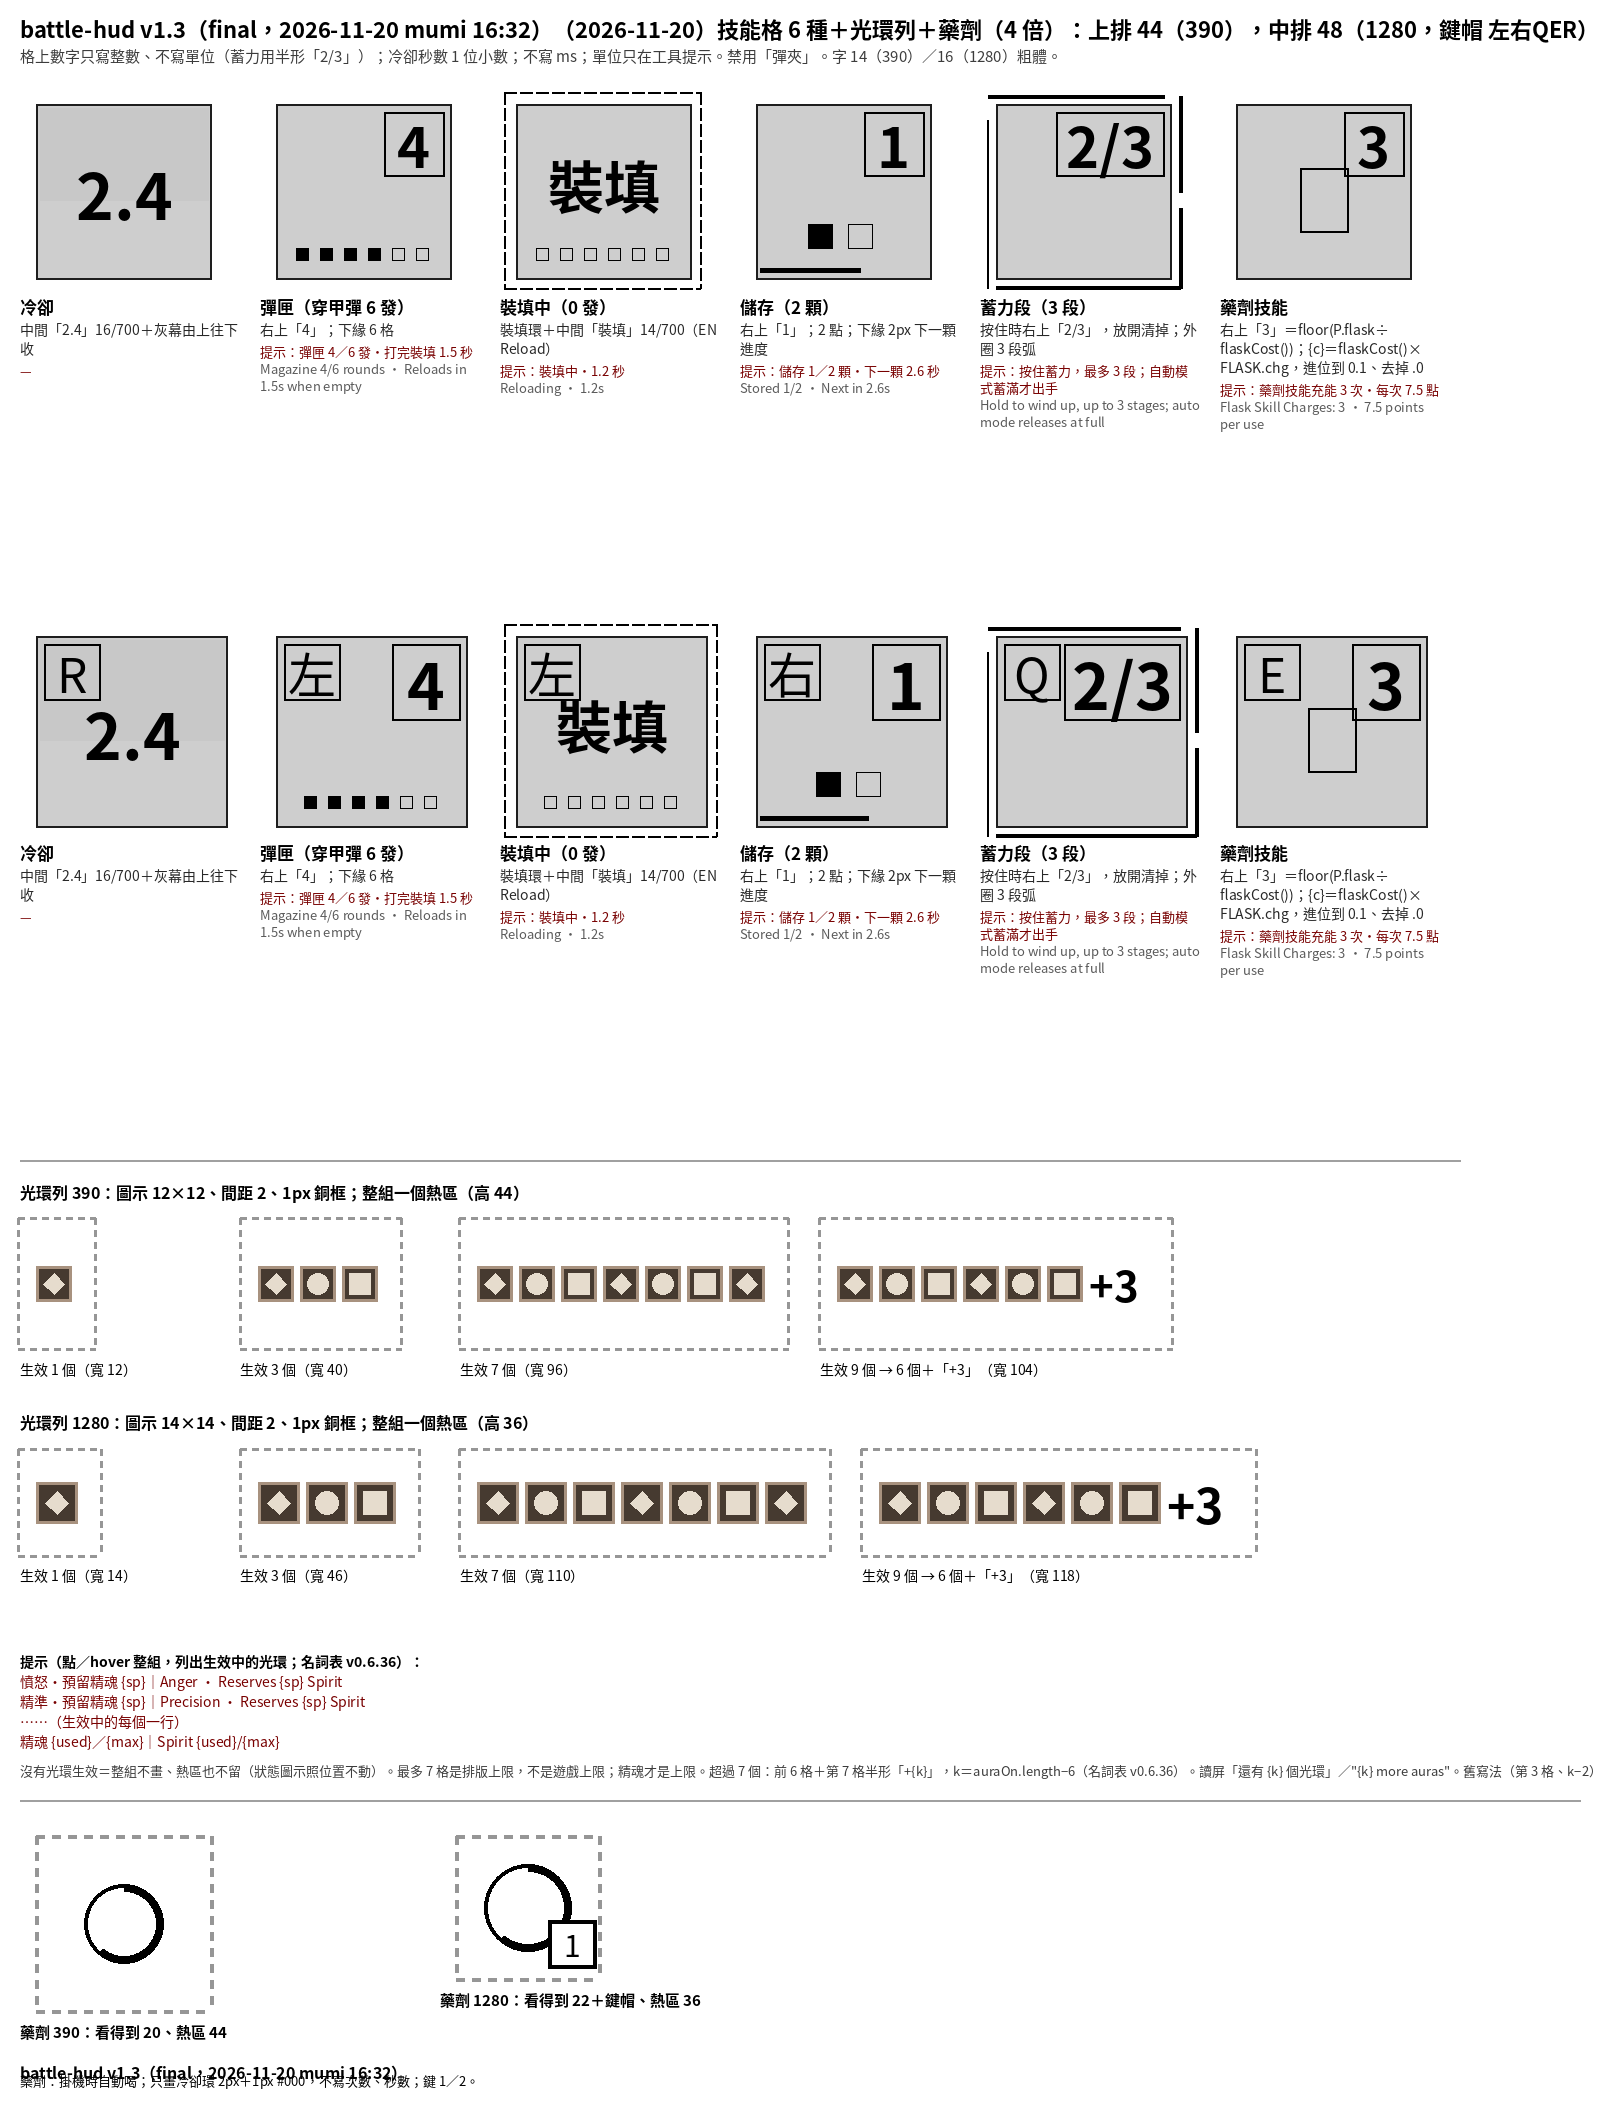 battle-hud v1.3（final，2026-11-20 mumi 16:32）（2026-11-20）技能格 6 種＋光環列＋藥劑（4 倍）：上排 44（390），中排 48（1280，鍵帽 左右QER）
格上數字只寫整數、不寫單位（蓄力用半形「2/3」）；冷卻秒數 1 位小數；不寫 ms；單位只在工具提示。禁用「彈夾」。字 14（390）／16（1280）粗體。
2.4
4
裝填
1
2/3
3
冷卻
中間「2.4」16/700＋灰幕由上往下
收
—
彈匣（穿甲彈 6 發）
右上「4」；下緣 6 格
提示：彈匣 4／6 發・打完裝填 1.5 秒
Magazine 4/6 rounds ・ Reloads in
1.5s when empty
裝填中（0 發）
裝填環＋中間「裝填」14/700（EN
Reload）
提示：裝填中・1.2 秒
Reloading ・ 1.2s
儲存（2 顆）
右上「1」；2 點；下緣 2px 下一顆
進度
提示：儲存 1／2 顆・下一顆 2.6 秒
Stored 1/2 ・ Next in 2.6s
蓄力段（3 段）
按住時右上「2/3」，放開清掉；外
圈 3 段弧
提示：按住蓄力，最多 3 段；自動模
式蓄滿才出手
Hold to wind up, up to 3 stages; auto
mode releases at full
藥劑技能
右上「3」＝floor(P.flask÷
flaskCost())；{c}＝flaskCost()×
FLASK.chg，進位到 0.1、去掉 .0
提示：藥劑技能充能 3 次・每次 7.5 點
Flask Skill Charges: 3 ・ 7.5 points
per use
R
2.4
左
4
左
裝填
右
1
Q
2/3
E
3
冷卻
中間「2.4」16/700＋灰幕由上往下
收
—
彈匣（穿甲彈 6 發）
右上「4」；下緣 6 格
提示：彈匣 4／6 發・打完裝填 1.5 秒
Magazine 4/6 rounds ・ Reloads in
1.5s when empty
裝填中（0 發）
裝填環＋中間「裝填」14/700（EN
Reload）
提示：裝填中・1.2 秒
Reloading ・ 1.2s
儲存（2 顆）
右上「1」；2 點；下緣 2px 下一顆
進度
提示：儲存 1／2 顆・下一顆 2.6 秒
Stored 1/2 ・ Next in 2.6s
蓄力段（3 段）
按住時右上「2/3」，放開清掉；外
圈 3 段弧
提示：按住蓄力，最多 3 段；自動模
式蓄滿才出手
Hold to wind up, up to 3 stages; auto
mode releases at full
藥劑技能
右上「3」＝floor(P.flask÷
flaskCost())；{c}＝flaskCost()×
FLASK.chg，進位到 0.1、去掉 .0
提示：藥劑技能充能 3 次・每次 7.5 點
Flask Skill Charges: 3 ・ 7.5 points
per use
光環列 390：圖示 12×12、間距 2、1px 銅框；整組一個熱區（高 44）
+3
生效 1 個（寬 12）
生效 3 個（寬 40）
生效 7 個（寬 96）
生效 9 個 → 6 個＋「+3」（寬 104）
光環列 1280：圖示 14×14、間距 2、1px 銅框；整組一個熱區（高 36）
+3
生效 1 個（寬 14）
生效 3 個（寬 46）
生效 7 個（寬 110）
生效 9 個 → 6 個＋「+3」（寬 118）
提示（點／hover 整組，列出生效中的光環；名詞表 v0.6.36）：
憤怒・預留精魂 {sp}｜Anger ・ Reserves {sp} Spirit
精準・預留精魂 {sp}｜Precision ・ Reserves {sp} Spirit
⋯⋯（生效中的每個一行）
精魂 {used}／{max}｜Spirit {used}/{max}
沒有光環生效＝整組不畫、熱區也不留（狀態圖示照位置不動）。最多 7 格是排版上限，不是遊戲上限；精魂才是上限。超過 7 個：前 6 格＋第 7 格半形「+{k}」，k＝auraOn.length−6（名詞表 v0.6.36）。讀屏「還有 {k} 個光環」／"{k} more auras"。舊寫法（第 3 格、k−2）
1
藥劑 1280：看得到 22＋鍵帽、熱區 36
藥劑 390：看得到 20、熱區 44
battle-hud v1.3（final，2026-11-20 mumi 16:32）
藥劑：掛機時自動喝；只畫冷卻環 2px＋1px #000，不寫次數、秒數；鍵 1／2。